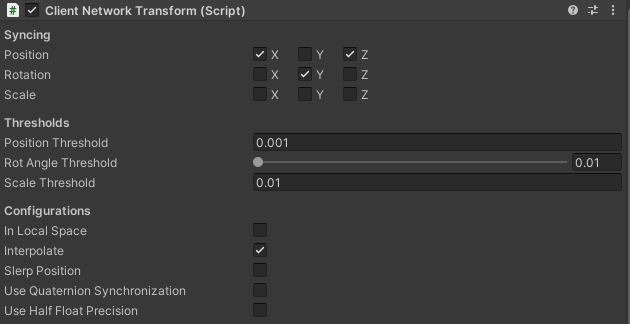 # Client Network Transform (Script)
Syncing
Position X Y Z
Rotation X Y Z
Scale X Y Z
Thresholds
Position Threshold 0.001
Rot Angle Threshold 0.01
Scale Threshold 0.01
Configurations
In Local Space
Interpolate
Slerp Position
Use Quaternion Synchronization
Use Half Float Precision